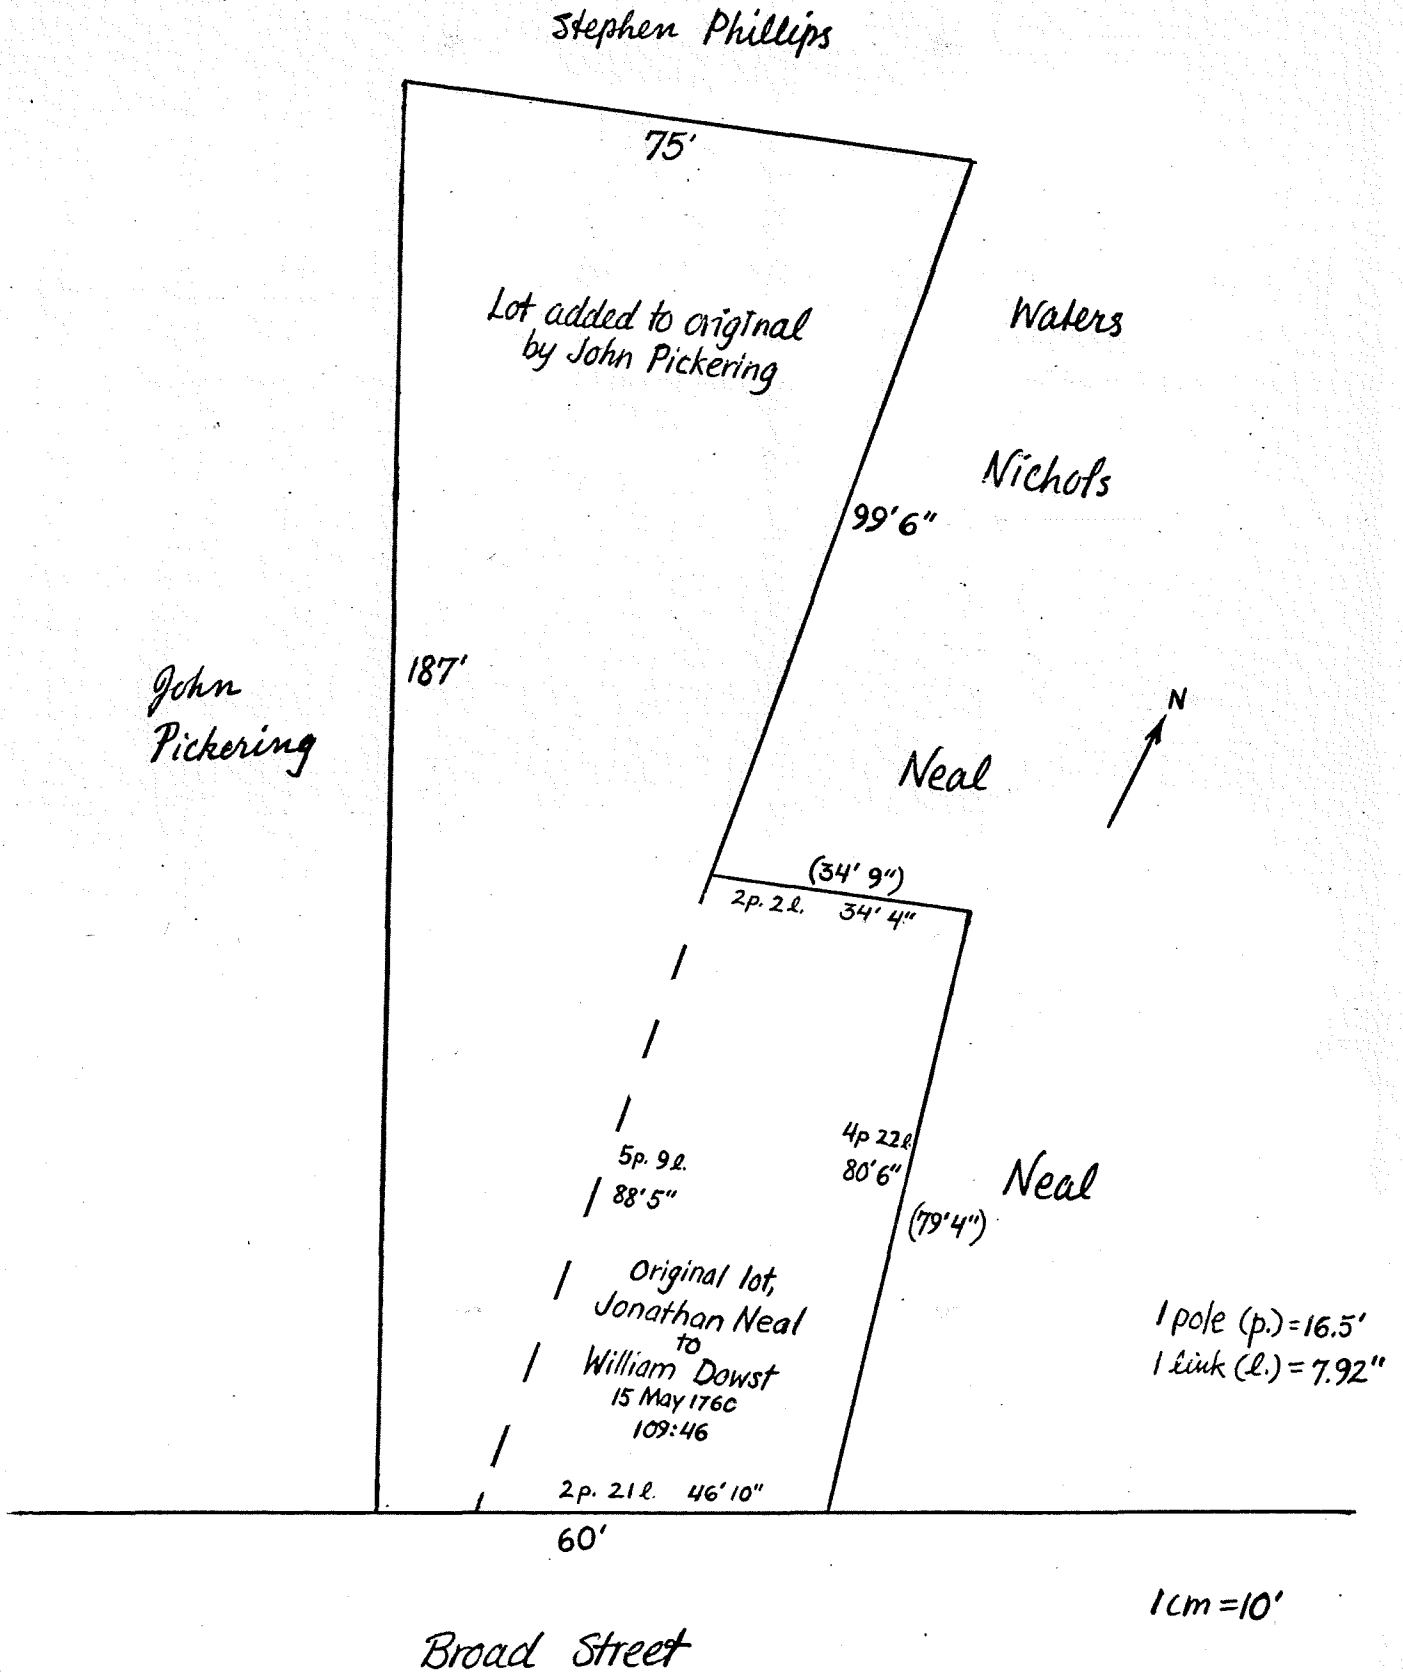 Stephen Phillips
75'
Lot added to original
by John Pickering
Waters
Nichols
99'6"
187'
John
Pickering
N
Neal
(34' 9")
2p. 2l. 34' 4"
4p 22l.
80'6"
(79'4")
Neal
5p. 9l.
88'5"
Original lot,
Jonathan Neal
to
William Dowst
15 May 1760
109:46
1 pole (p.)=16.5'
1 link (l.)=7.92"
2p. 21l. 46'10"
60'
1cm=10'
Broad Street